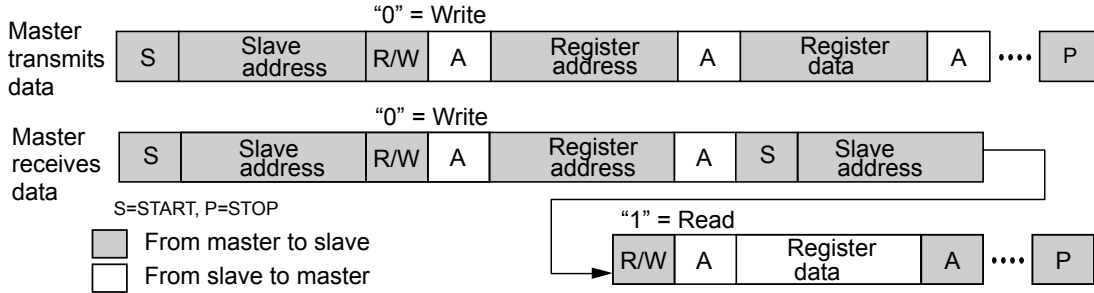 “0” = Write
Master transmits data
S Slave address R/W A Register address A Register data A •••• P
“0” = Write
Master receives data
S Slave address R/W A Register address A S Slave address
S=START, P=STOP
“1” = Read
From master to slave
R/W A Register data A •••• P
From slave to master